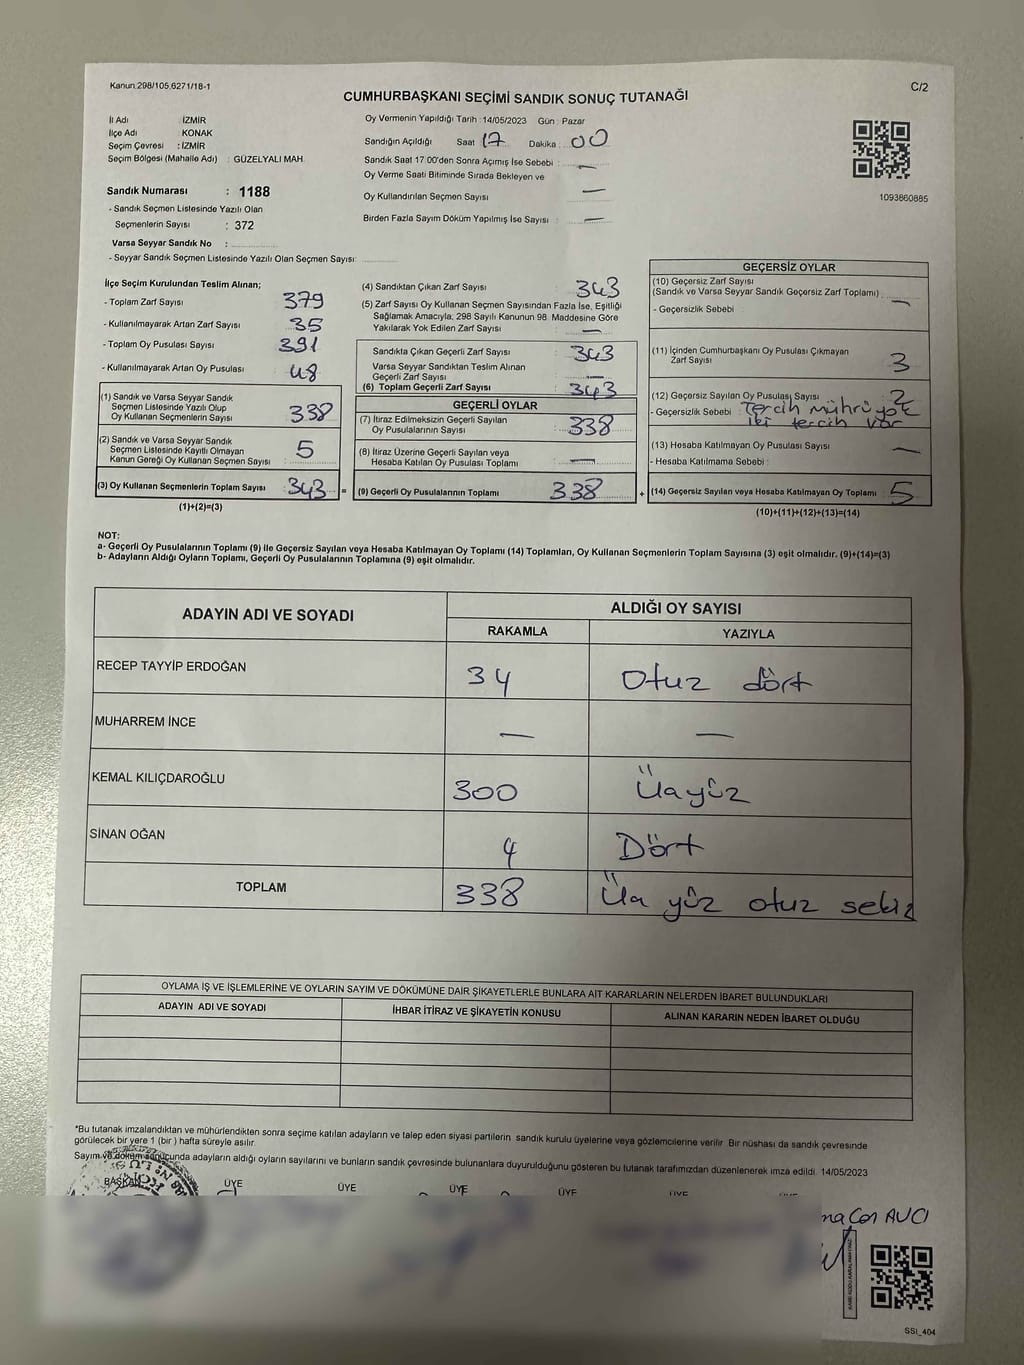 Kanun:298/105,6271/18-1
C/2
CUMHURBAŞKANI SEÇİMİ SANDIK SONUÇ TUTANAĞI
İl Adı : İZMİR
İlçe Adı : KONAK
Seçim Çevresi : İZMİR
Seçim Bölgesi (Mahalle Adı) : GÜZELYALI MAH.
Sandık Numarası : 1188
- Sandık Seçmen Listesinde Yazılı Olan
Seçmenlerin Sayısı : 372
Varsa Seyyar Sandık No :
- Seyyar Sandık Seçmen Listesinde Yazılı Olan Seçmen Sayısı:
Oy Vermenin Yapıldığı Tarih :14/05/2023 Gün : Pazar
Sandığın Açıldığı Saat 17 Dakika 00
Sandık Saat 17:00'den Sonra Açımış İse Sebebi : —
Oy Verme Saati Bitiminde Sırada Bekleyen ve
Oy Kullandırılan Seçmen Sayısı —
Birden Fazla Sayım Döküm Yapılmış İse Sayısı : —
1093860885
İlçe Seçim Kurulundan Teslim Alınan;
- Toplam Zarf Sayısı 379
- Kullanılmayarak Artan Zarf Sayısı : 35
- Toplam Oy Pusulası Sayısı 391
- Kullanılmayarak Artan Oy Pusulası : 48
(1) Sandık ve Varsa Seyyar Sandık
Seçmen Listesinde Yazılı Olup
Oy Kullanan Seçmenlerin Sayısı : 338
(2) Sandık ve Varsa Seyyar Sandık
Seçmen Listesinde Kayıtlı Olmayan
Kanun Gereği Oy Kullanan Seçmen Sayısı : 5
(3) Oy Kullanan Seçmenlerin Toplam Sayısı : 343 =
(1)+(2)=(3)
(4) Sandıktan Çıkan Zarf Sayısı : 343
(5) Zarf Sayısı Oy Kullanan Seçmen Sayısından Fazla İse, Eşitliği
Sağlamak Amacıyla, 298 Sayılı Kanunun 98. Maddesine Göre
Yakılarak Yok Edilen Zarf Sayısı : —
Sandıkta Çıkan Geçerli Zarf Sayısı : 343
Varsa Seyyar Sandıktan Teslim Alınan
Geçerli Zarf Sayısı : —
(6) Toplam Geçerli Zarf Sayısı : 343
GEÇERLİ OYLAR
(7) İtiraz Edilmeksizin Geçerli Sayılan
Oy Pusulalarının Sayısı : 338
(8) İtiraz Üzerine Geçerli Sayılan veya
Hesaba Katılan Oy Pusulası Toplamı : —
(9) Geçerli Oy Pusulalarının Toplamı : 338 +
GEÇERSİZ OYLAR
(10) Geçersiz Zarf Sayısı
(Sandık ve Varsa Seyyar Sandık Geçersiz Zarf Toplamı) : —
- Geçersizlik Sebebi :
(11) İçinden Cumhurbaşkanı Oy Pusulası Çıkmayan
Zarf Sayısı : 3
(12) Geçersiz Sayılan Oy Pusulası Sayısı : 2
- Geçersizlik Sebebi : Tercih mührü yok
iki tercih var
(13) Hesaba Katılmayan Oy Pusulası Sayısı : —
- Hesaba Katılmama Sebebi :
(14) Geçersiz Sayılan veya Hesaba Katılmayan Oy Toplamı : 5
(10)+(11)+(12)+(13)=(14)
NOT:
a- Geçerli Oy Pusulalarının Toplamı (9) ile Geçersiz Sayılan veya Hesaba Katılmayan Oy Toplamı (14) Toplamları, Oy Kullanan Seçmenlerin Toplam Sayısına (3) eşit olmalıdır. (9)+(14)=(3)
b- Adayların Aldığı Oyların Toplamı, Geçerli Oy Pusulalarının Toplamına (9) eşit olmalıdır.
ADAYIN ADI VE SOYADI ALDIĞI OY SAYISI
RAKAMLA YAZIYLA
RECEP TAYYİP ERDOĞAN 34 Otuz dört
MUHARREM İNCE — —
KEMAL KILIÇDAROĞLU 300 Üçyüz
SİNAN OĞAN 4 Dört
TOPLAM 338 Üç yüz otuz sekiz
OYLAMA İŞ VE İŞLEMLERİNE VE OYLARIN SAYIM VE DÖKÜMÜNE DAİR ŞİKAYETLERLE BUNLARA AİT KARARLARIN NELERDEN İBARET BULUNDUKLARI
ADAYIN ADI VE SOYADI İHBAR İTİRAZ VE ŞİKAYETİN KONUSU ALINAN KARARIN NEDEN İBARET OLDUĞU
*Bu tutanak imzalandıktan ve mühürlendikten sonra seçime katılan adayların ve talep eden siyasi partilerin sandık kurulu üyelerine veya gözlemcilerine verilir. Bir nüshası da sandık çevresinde
görülecek bir yere 1 (bir ) hafta süreyle asılır.
Sayım ve döküm sonucunda adayların aldığı oyların sayılarını ve bunların sandık çevresinde bulunanlara duyurulduğunu gösteren bu tutanak tarafımızdan düzenlenerek imza edildi. 14/05/2023
BAŞKAN ÜYE ÜYE ÜYE ÜYE ÜYE
AVCI
SSI_404